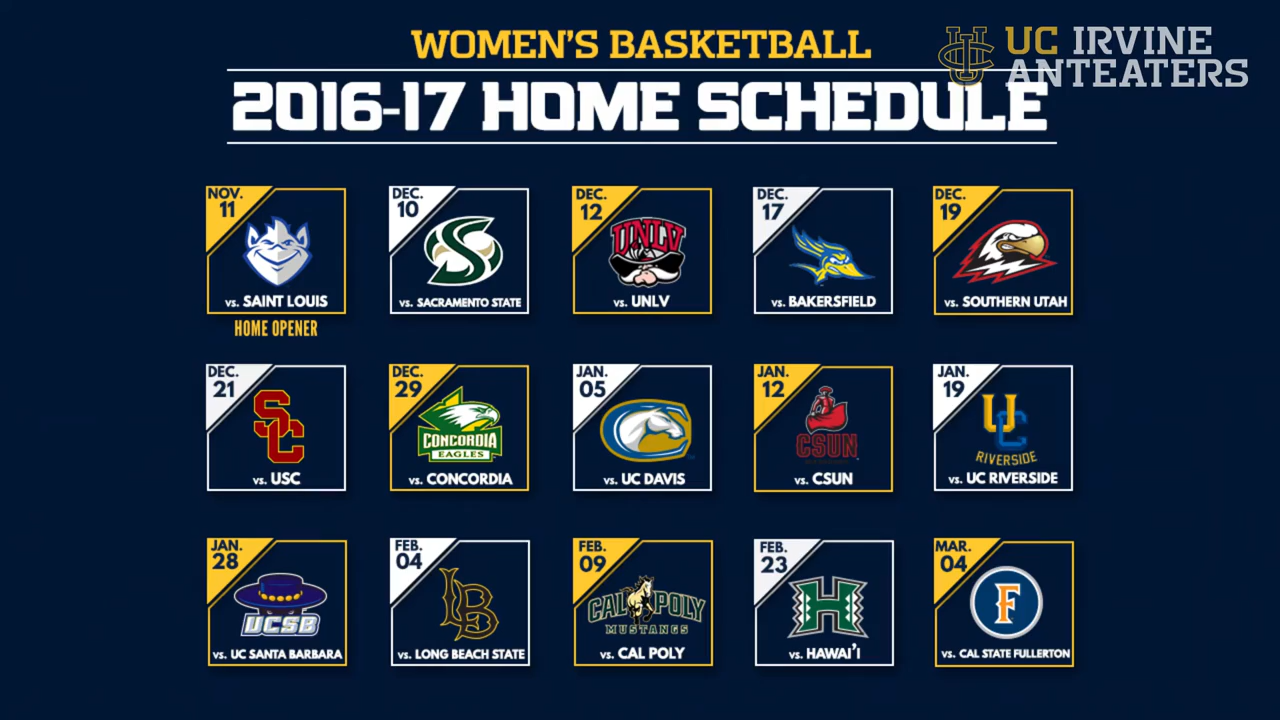 WOMEN'S BASKETBALL
UC IRVINE
ANTEATERS
2016-17 HOME SCHEDULE
NOV.
11
vs. SAINT LOUIS
HOME OPENER
DEC.
10
vs. SACRAMENTO STATE
DEC.
12
UNLV
vs. UNLV
DEC.
17
vs. BAKERSFIELD
DEC.
19
vs. SOUTHERN UTAH
DEC.
21
SC
vs. USC
DEC.
29
CONCORDIA
EAGLES
vs. CONCORDIA
JAN.
05
vs. UC DAVIS
JAN.
12
CSUN
vs. CSUN
JAN.
19
UC
RIVERSIDE
vs. UC RIVERSIDE
JAN.
28
UCSB
vs. UC SANTA BARBARA
FEB.
04
LB
vs. LONG BEACH STATE
FEB.
09
CAL POLY
MUSTANGS
vs. CAL POLY
FEB.
23
H
vs. HAWAI'I
MAR.
04
F
vs. CAL STATE FULLERTON